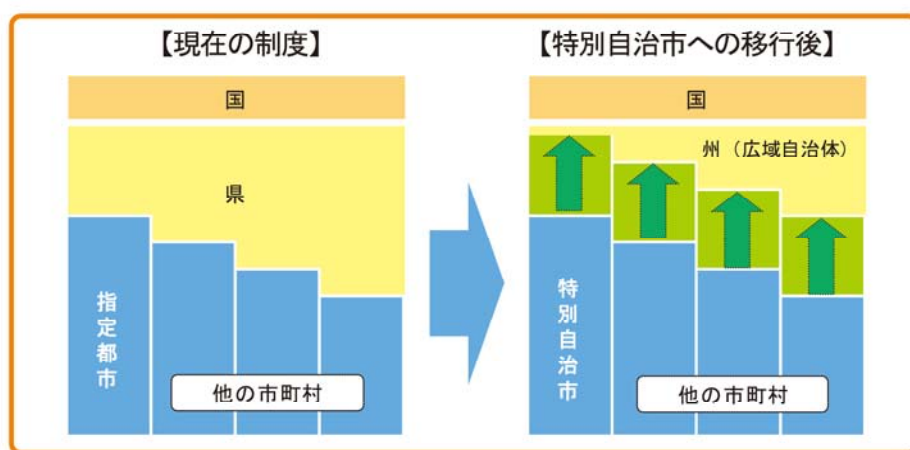 【現在の制度】
国
県
指定都市
他の市町村
【特別自治市への移行後】
国
州（広域自治体）
特別自治市
他の市町村